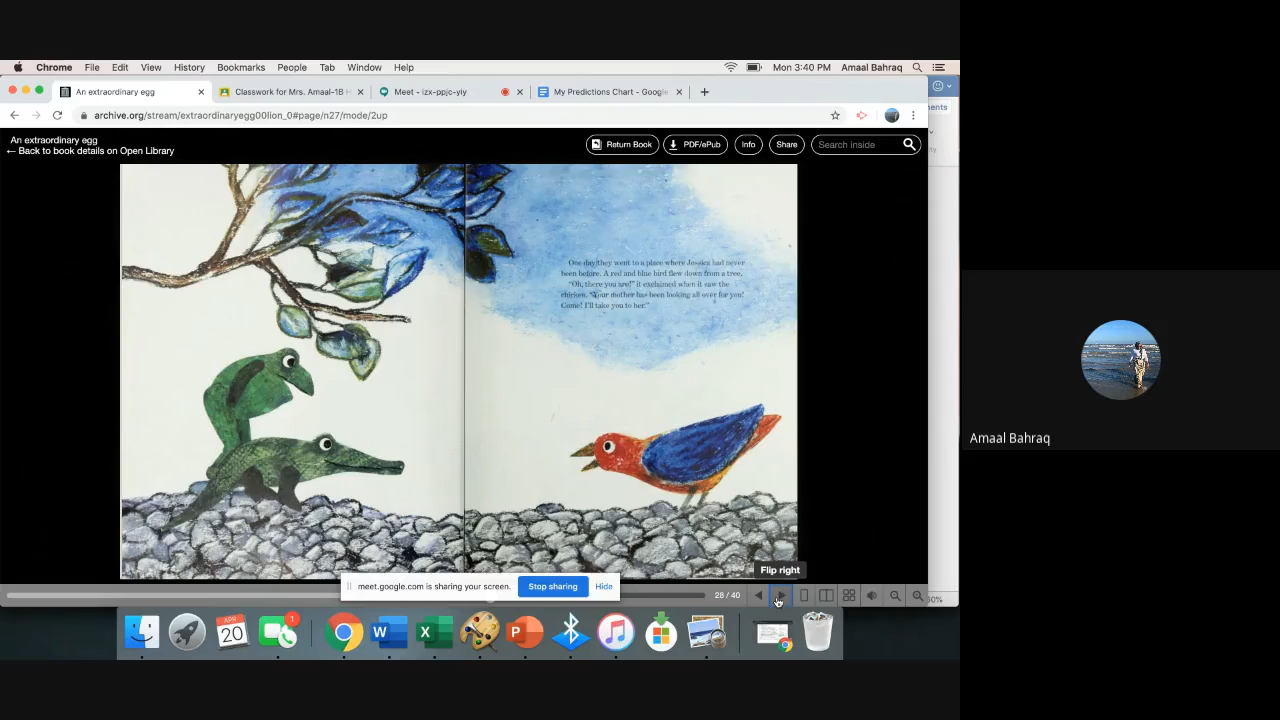 Chrome File Edit View History Bookmarks People Tab Window Help Mon 3:40 PM Amaal Bahraq
An extraordinary egg Classwork for Mrs. Amaal-1B H Meet - izx-ppjc-yiy My Predictions Chart - Google
archive.org/stream/extraordinaryegg00lion_0#page/n27/mode/2up
ents
An extraordinary egg
← Back to book details on Open Library
Return Book PDF/ePub Info Share Search inside
One day, they went to a place where Jessica had never
been before. A red and blue bird flew down from a tree.
"Oh, there you are!" it exclaimed when it saw the
chicken. "Your mother has been looking all over for you!
Come! I'll take you to her."
Amaal Bahraq
Flip right
meet.google.com is sharing your screen. Stop sharing Hide
28 / 40
APR
20
1
W X P